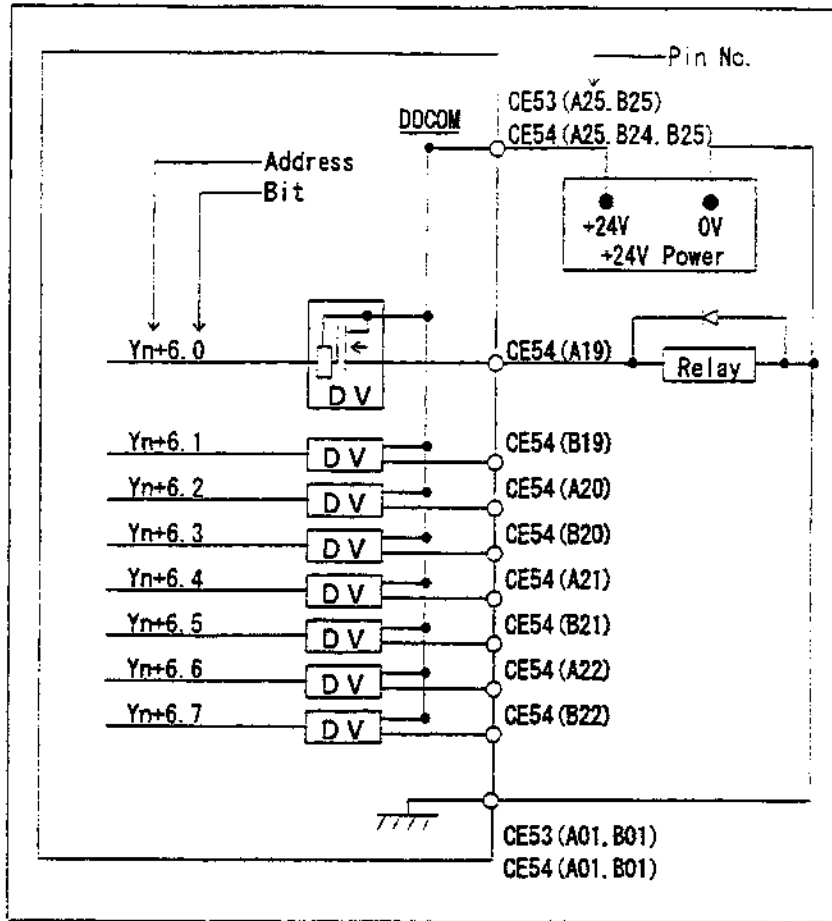 Pin No.
CE53(A25.B25)
DOCOM
CE54(A25.B24.B25)
Address
Bit
+24V 0V
+24V Power
Yn+6.0
DV
CE54(A19)
Relay
Yn+6.1
DV
CE54(B19)
Yn+6.2
DV
CE54(A20)
Yn+6.3
DV
CE54(B20)
Yn+6.4
DV
CE54(A21)
Yn+6.5
DV
CE54(B21)
Yn+6.6
DV
CE54(A22)
Yn+6.7
DV
CE54(B22)
CE53(A01.B01)
CE54(A01.B01)